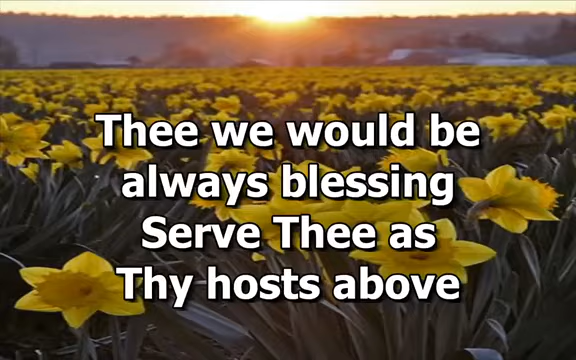 Thee we would be
always blessing
Serve Thee as
Thy hosts above